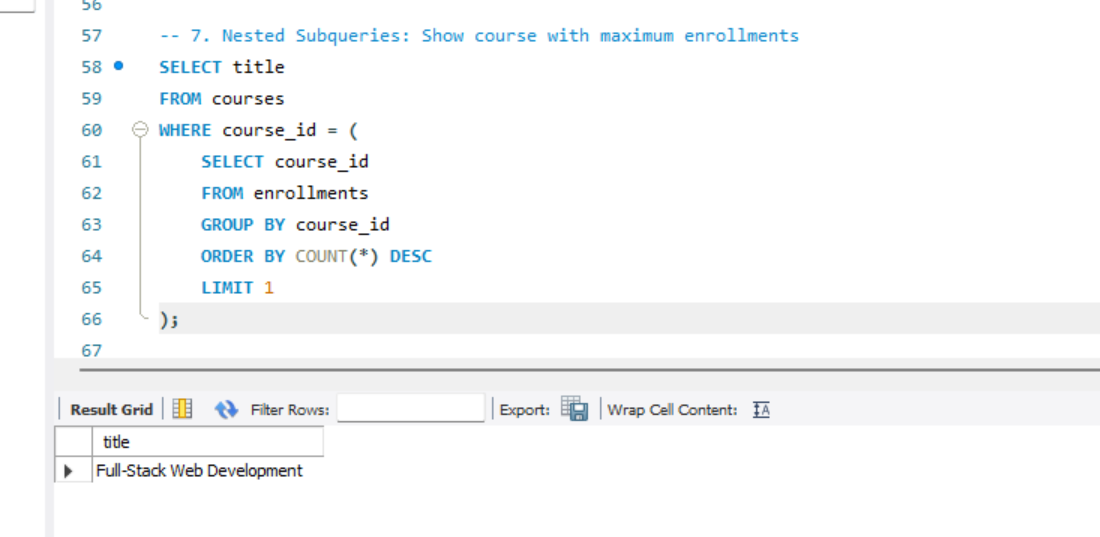 56
57 -- 7. Nested Subqueries: Show course with maximum enrollments
58 SELECT title
59 FROM courses
60 WHERE course_id = (
61 SELECT course_id
62 FROM enrollments
63 GROUP BY course_id
64 ORDER BY COUNT(*) DESC
65 LIMIT 1
66 );
67
Result Grid Filter Rows: Export: Wrap Cell Content: IA
title
Full-Stack Web Development